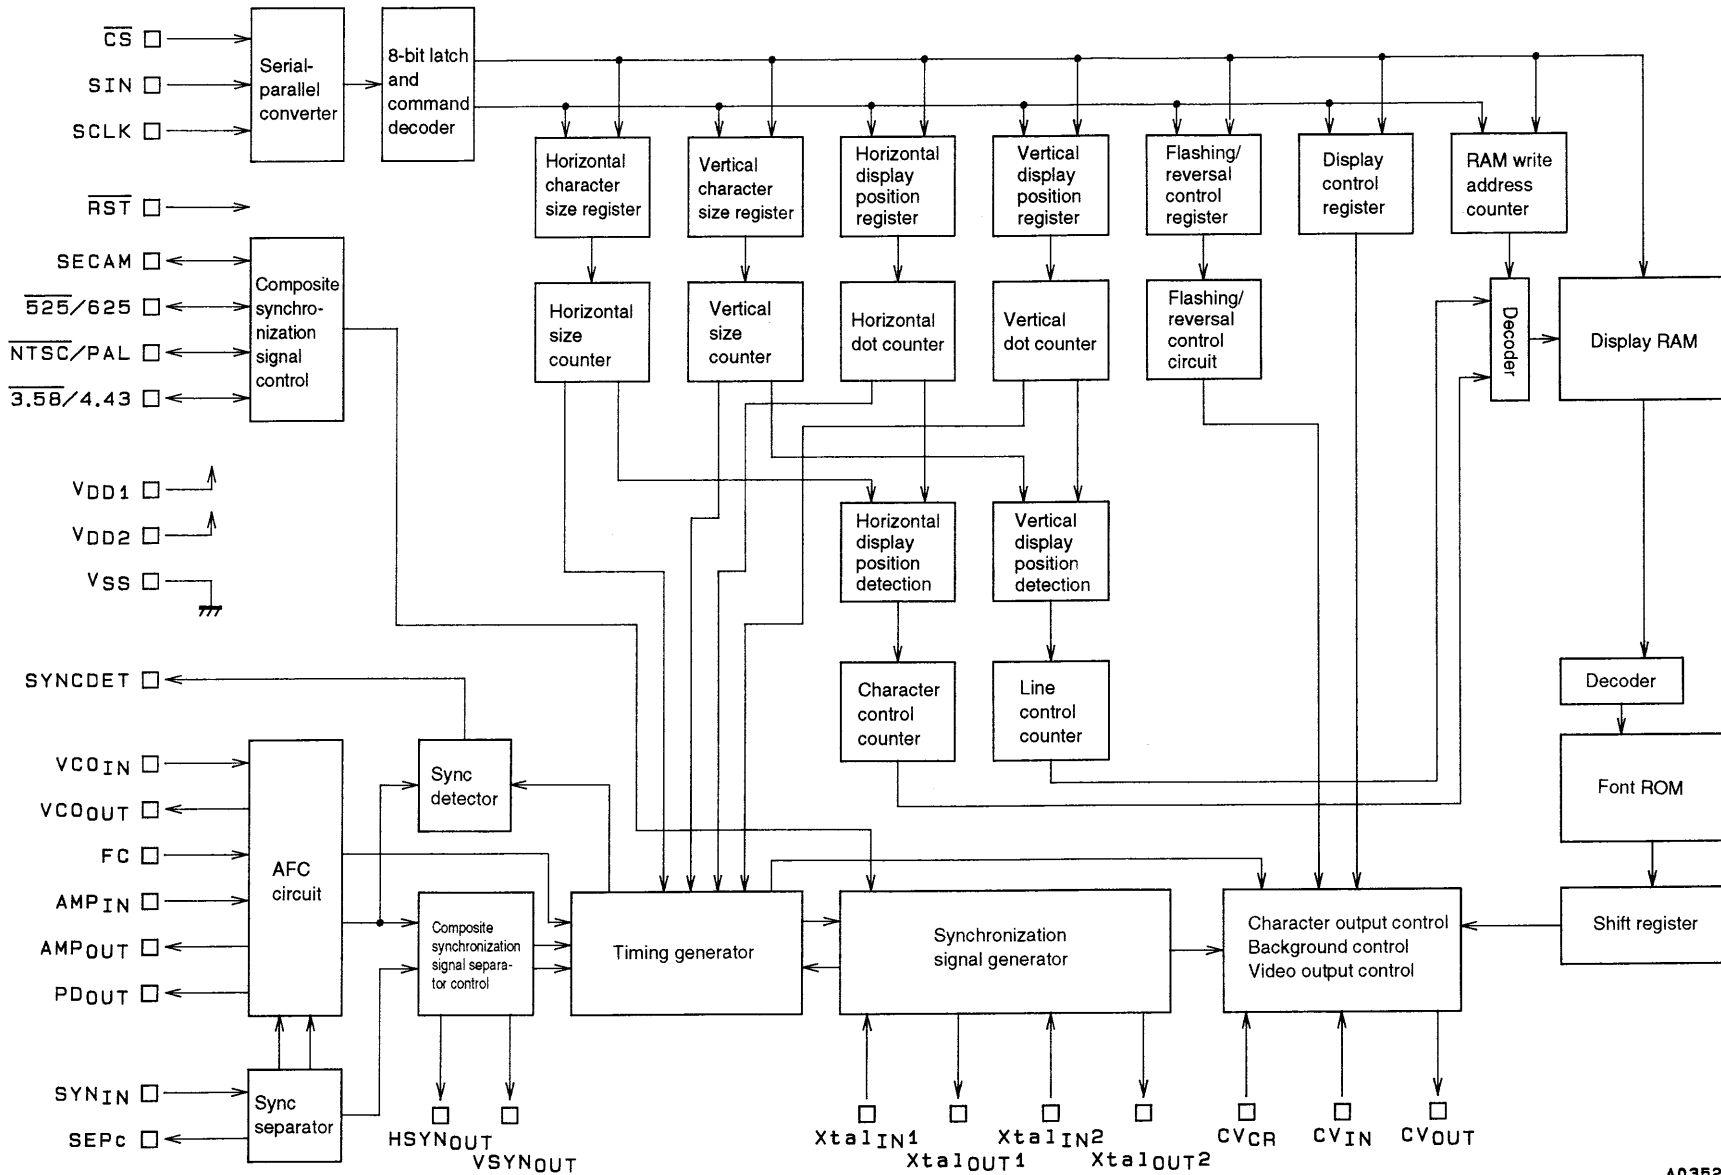 CS
SIN
SCLK
RST
SECAM
525/625
NTSC/PAL
3.58/4.43
VDD1
VDD2
VSS
SYNCDET
VCOIN
VCOOUT
FC
AMPIN
AMPOUT
PDOUT
SYNIN
SEPC
Serial-
parallel
converter
8-bit latch
and
command
decoder
Composite
synchro-
nization
signal
control
Horizontal
character
size register
Vertical
character
size register
Horizontal
display
position
register
Vertical
display
position
register
Flashing/
reversal
control
register
Display
control
register
RAM write
address
counter
Horizontal
size
counter
Vertical
size
counter
Horizontal
dot counter
Vertical
dot counter
Flashing/
reversal
control
circuit
Decoder
Display RAM
Horizontal
display
position
detection
Vertical
display
position
detection
Character
control
counter
Line
control
counter
Decoder
Font ROM
Shift register
Sync
detector
AFC
circuit
Composite
synchronization
signal separa-
tor control
Timing generator
Synchronization
signal generator
Character output control
Background control
Video output control
Sync
separator
HSYNOUT
VSYNOUT
XtalIN1
XtalOUT1
XtalIN2
XtalOUT2
CVCR
CVIN
CVOUT
A0352